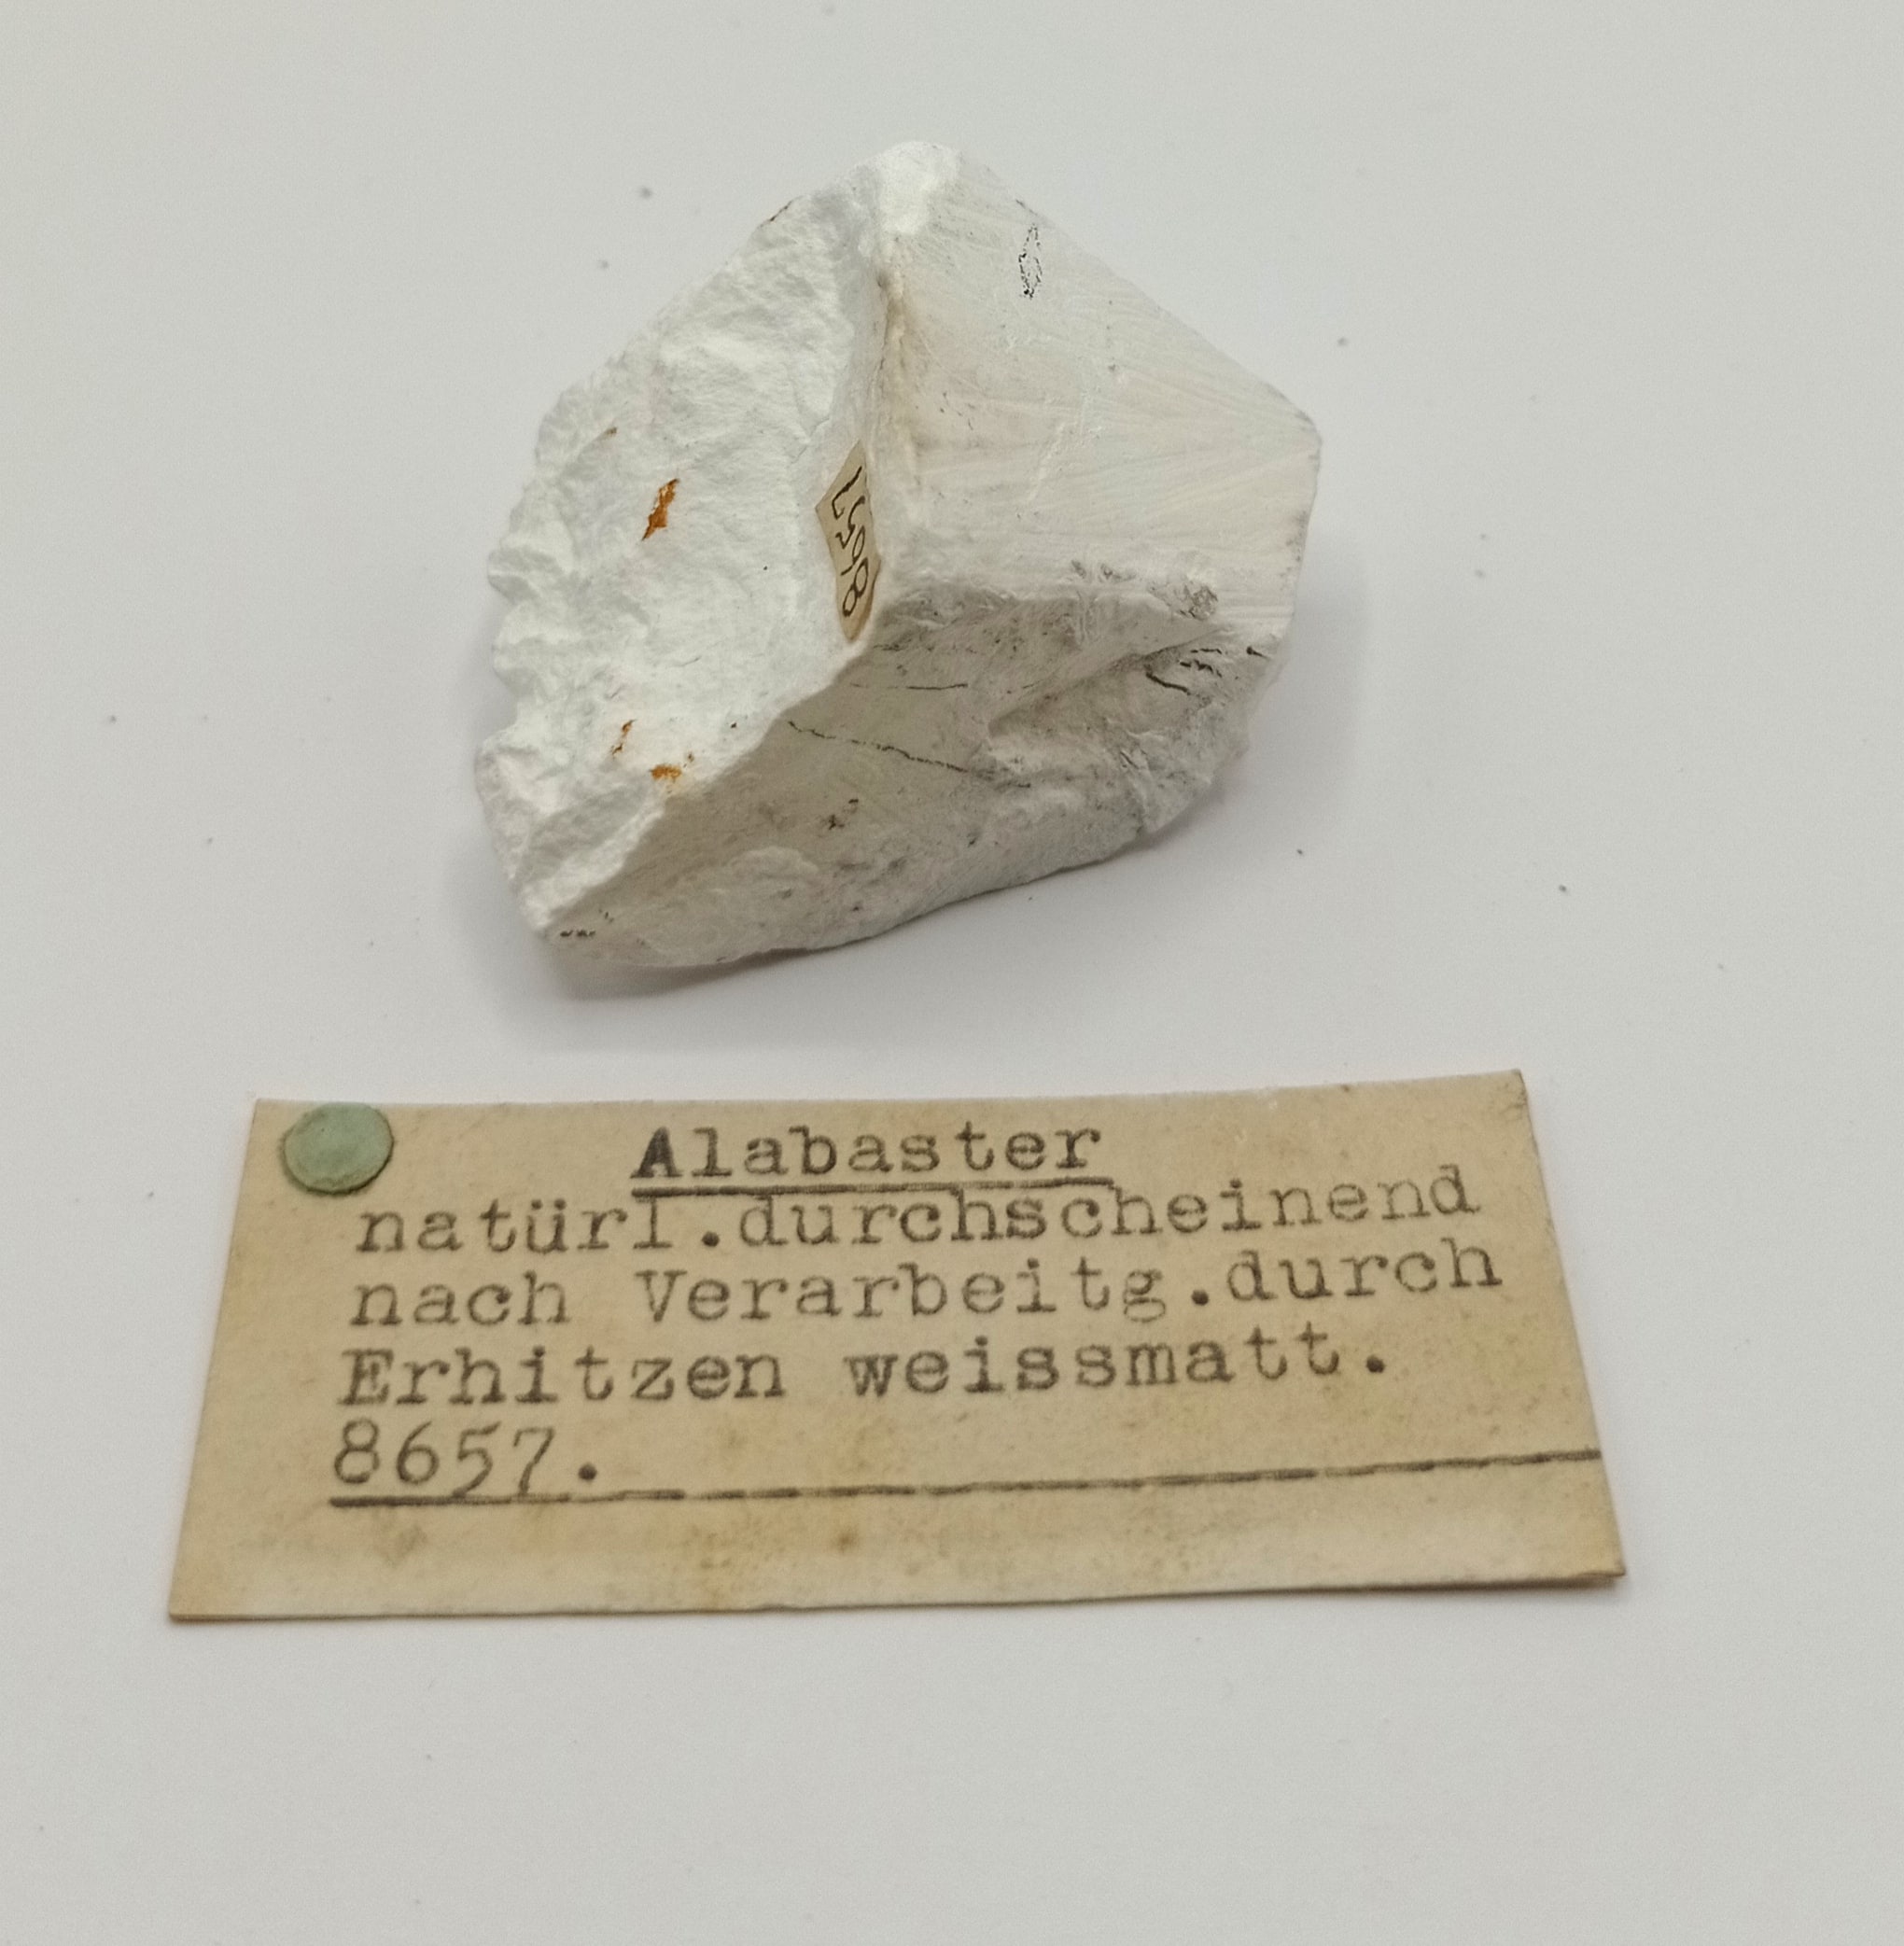 8657
Alabaster
natürl.durchscheinend
nach Verarbeitg.durch
Erhitzen weissmatt.
8657.